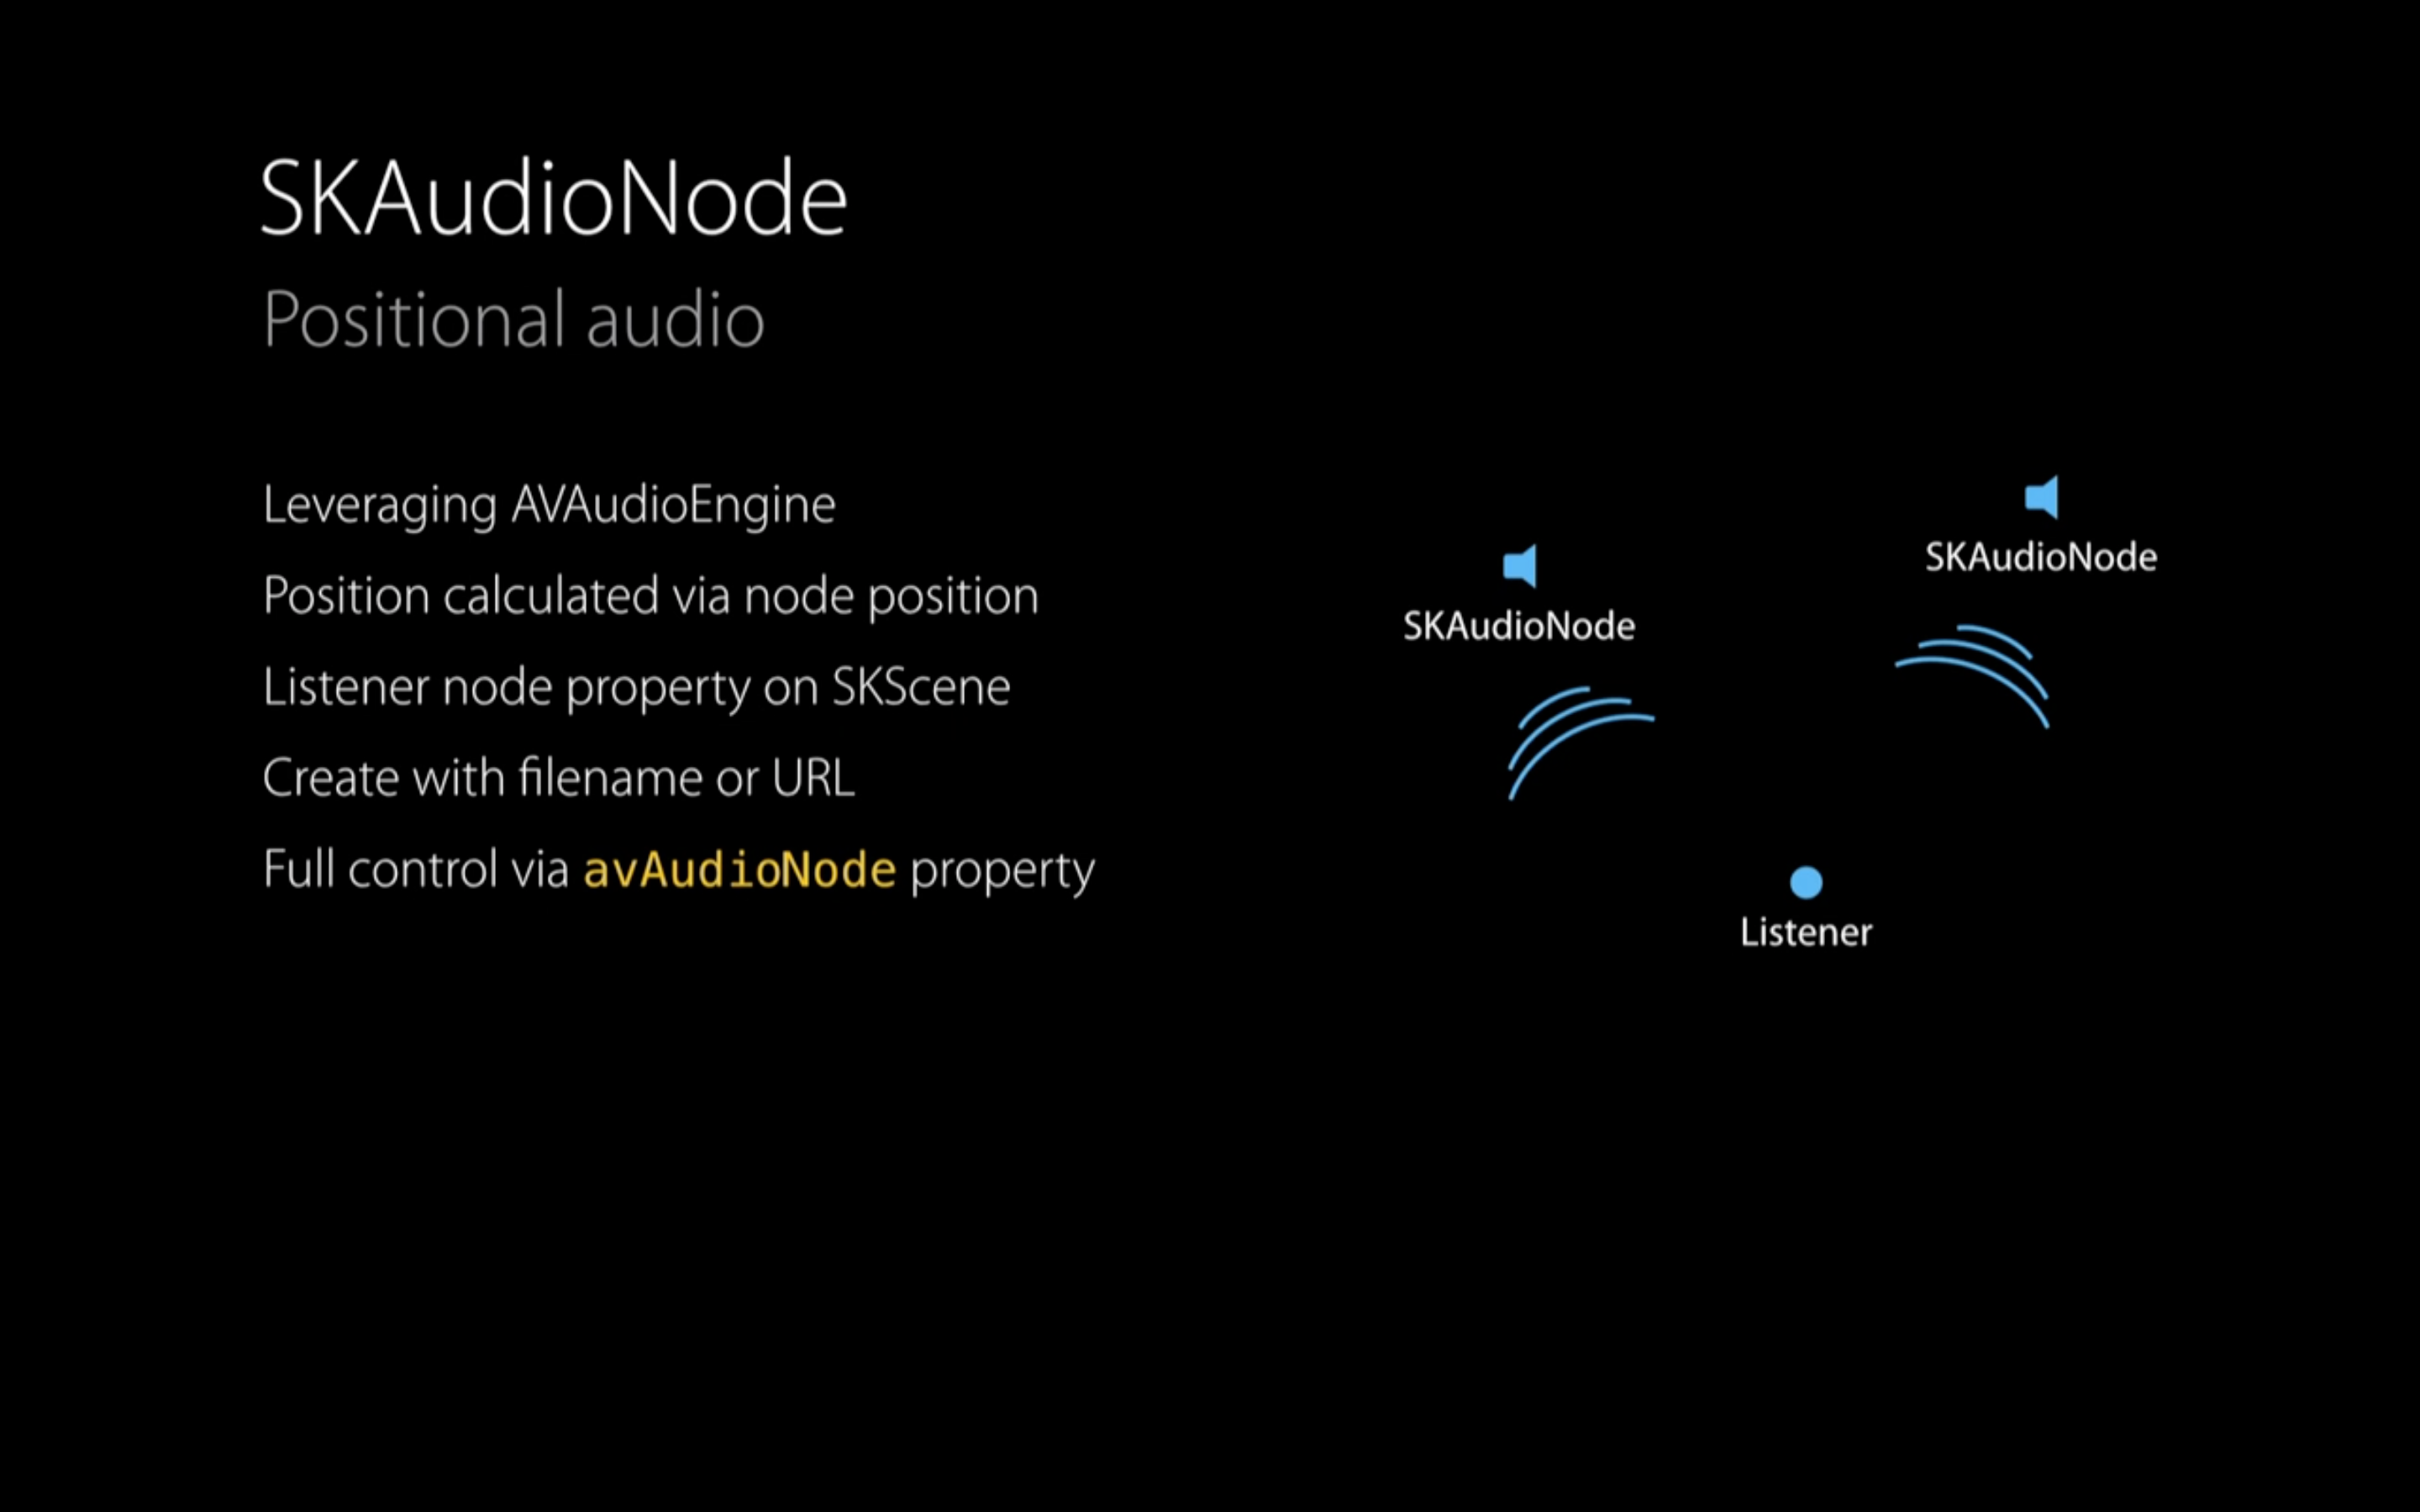 SKAudioNode
Positional audio
Leveraging AVAudioEngine
Position calculated via node position
Listener node property on SKScene
Create with filename or URL
Full control via avAudioNode property
SKAudioNode
SKAudioNode
Listener